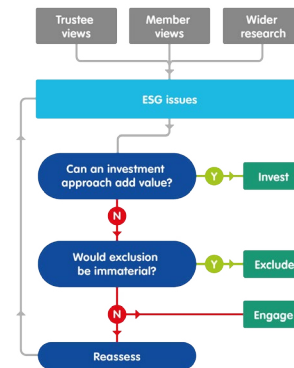 Trustee
views
Member
views
Wider
research
ESG issues
Can an investment
approach add value?
Y
Invest
N
Would exclusion
be immaterial?
Y
Exclude
N
Engage
Reassess